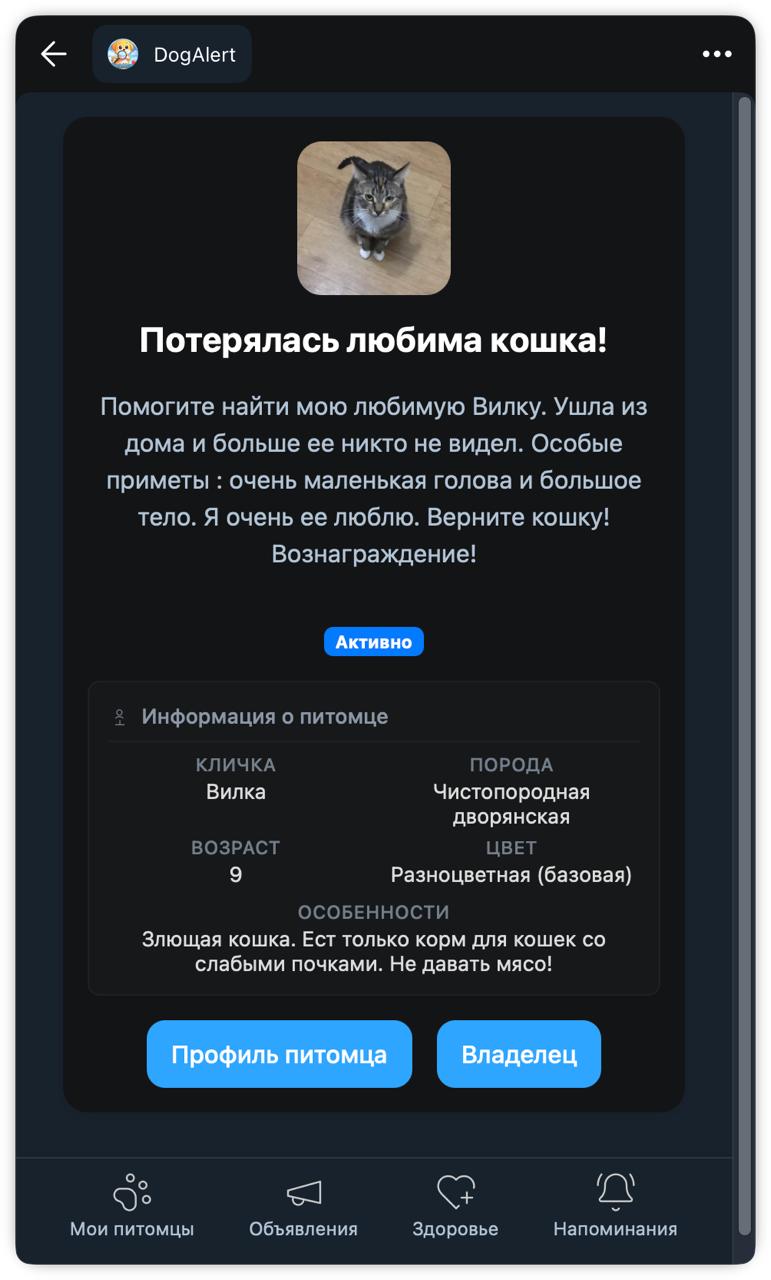 DogAlert
Потерялась любима кошка!
Помогите найти мою любимую Вилку. Ушла из
дома и больше ее никто не видел. Особые
приметы : очень маленькая голова и большое
тело. Я очень ее люблю. Верните кошку!
Вознаграждение!
Активно
Информация о питомце
КЛИЧКА
Вилка
ПОРОДА
Чистопородная
дворянская
ВОЗРАСТ
9
ЦВЕТ
Разноцветная (базовая)
ОСОБЕННОСТИ
Злющая кошка. Ест только корм для кошек со
слабыми почками. Не давать мясо!
Профиль питомца
Владелец
Мои питомцы
Объявления
Здоровье
Напоминания